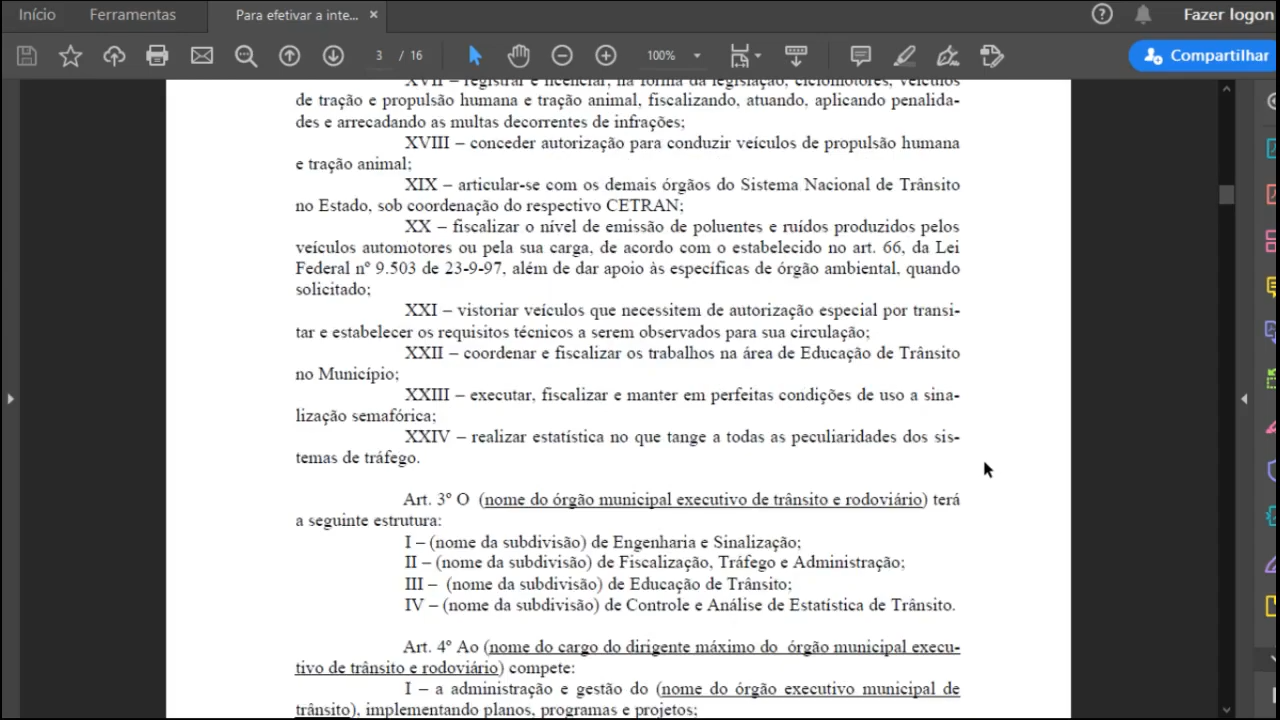 Início
Ferramentas
Para efetivar a inte...
×
Fazer logon
3 / 16
100%
Compartilhar
XVII – registrar e licenciar, na forma da legislação, ciclomotores, veículos
de tração e propulsão humana e tração animal, fiscalizando, atuando, aplicando penalida-
des e arrecadando as multas decorrentes de infrações;
XVIII – conceder autorização para conduzir veículos de propulsão humana
e tração animal;
XIX – articular-se com os demais órgãos do Sistema Nacional de Trânsito
no Estado, sob coordenação do respectivo CETRAN;
XX – fiscalizar o nível de emissão de poluentes e ruídos produzidos pelos
veículos automotores ou pela sua carga, de acordo com o estabelecido no art. 66, da Lei
Federal nº 9.503 de 23-9-97, além de dar apoio às específicas de órgão ambiental, quando
solicitado;
XXI – vistoriar veículos que necessitem de autorização especial por transi-
tar e estabelecer os requisitos técnicos a serem observados para sua circulação;
XXII – coordenar e fiscalizar os trabalhos na área de Educação de Trânsito
no Município;
XXIII – executar, fiscalizar e manter em perfeitas condições de uso a sina-
lização semafórica;
XXIV – realizar estatística no que tange a todas as peculiaridades dos sis-
temas de tráfego.
Art. 3º O (nome do órgão municipal executivo de trânsito e rodoviário) terá
a seguinte estrutura:
I – (nome da subdivisão) de Engenharia e Sinalização;
II – (nome da subdivisão) de Fiscalização, Tráfego e Administração;
III – (nome da subdivisão) de Educação de Trânsito;
IV – (nome da subdivisão) de Controle e Análise de Estatística de Trânsito.
Art. 4º Ao (nome do cargo do dirigente máximo do órgão municipal execu-
tivo de trânsito e rodoviário) compete:
I – a administração e gestão do (nome do órgão executivo municipal de
trânsito), implementando planos, programas e projetos;